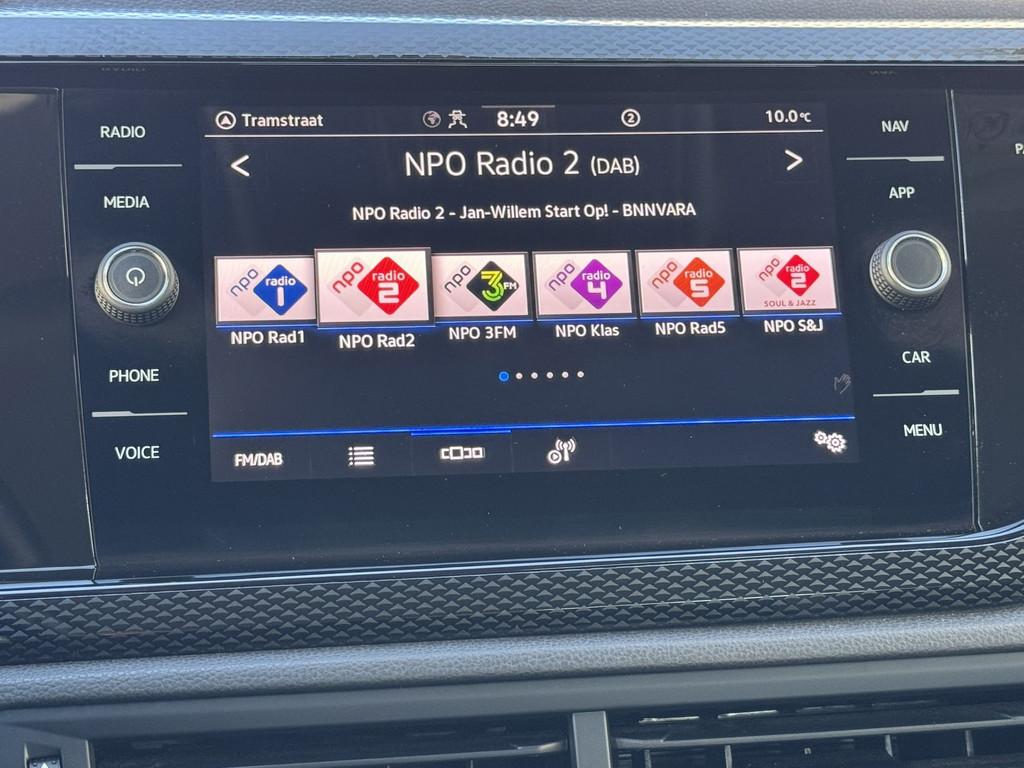 Tramstraat 8:49 2 10.0°C
RADIO
MEDIA
PHONE
VOICE
< NPO Radio 2 (DAB) >
NPO Radio 2 - Jan-Willem Start Op! - BNNVARA
npo radio 1
npo radio 2
npo 3FM
npo radio 4
npo radio 5
npo radio 2 SOUL & JAZZ
NPO Rad1 NPO Rad2 NPO 3FM NPO Klas NPO Rad5 NPO S&J
FM/DAB
NAV
APP
CAR
MENU